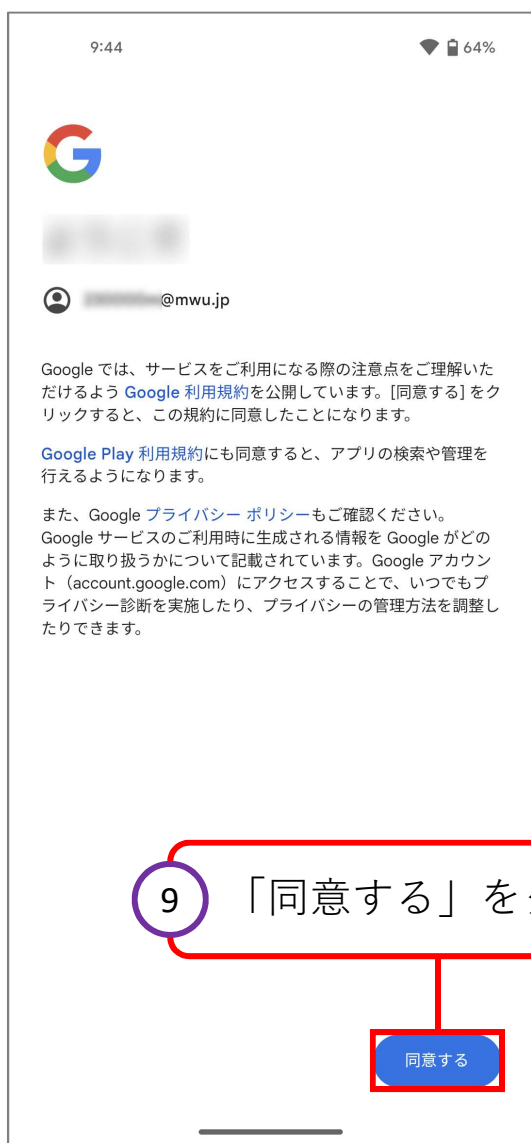 9:44
64%
@mwu.jp
Google では、サービスをご利用になる際の注意点をご理解いた
だけるよう Google 利用規約を公開しています。[同意する] をク
リックすると、この規約に同意したことになります。
Google Play 利用規約にも同意すると、アプリの検索や管理を
行えるようになります。
また、Google プライバシー ポリシーもご確認ください。
Google サービスのご利用時に生成される情報を Google がどの
ように取り扱うかについて記載されています。Google アカウン
ト（account.google.com）にアクセスすることで、いつでもプ
ライバシー診断を実施したり、プライバシーの管理方法を調整し
たりできます。
9 「同意する」を
同意する